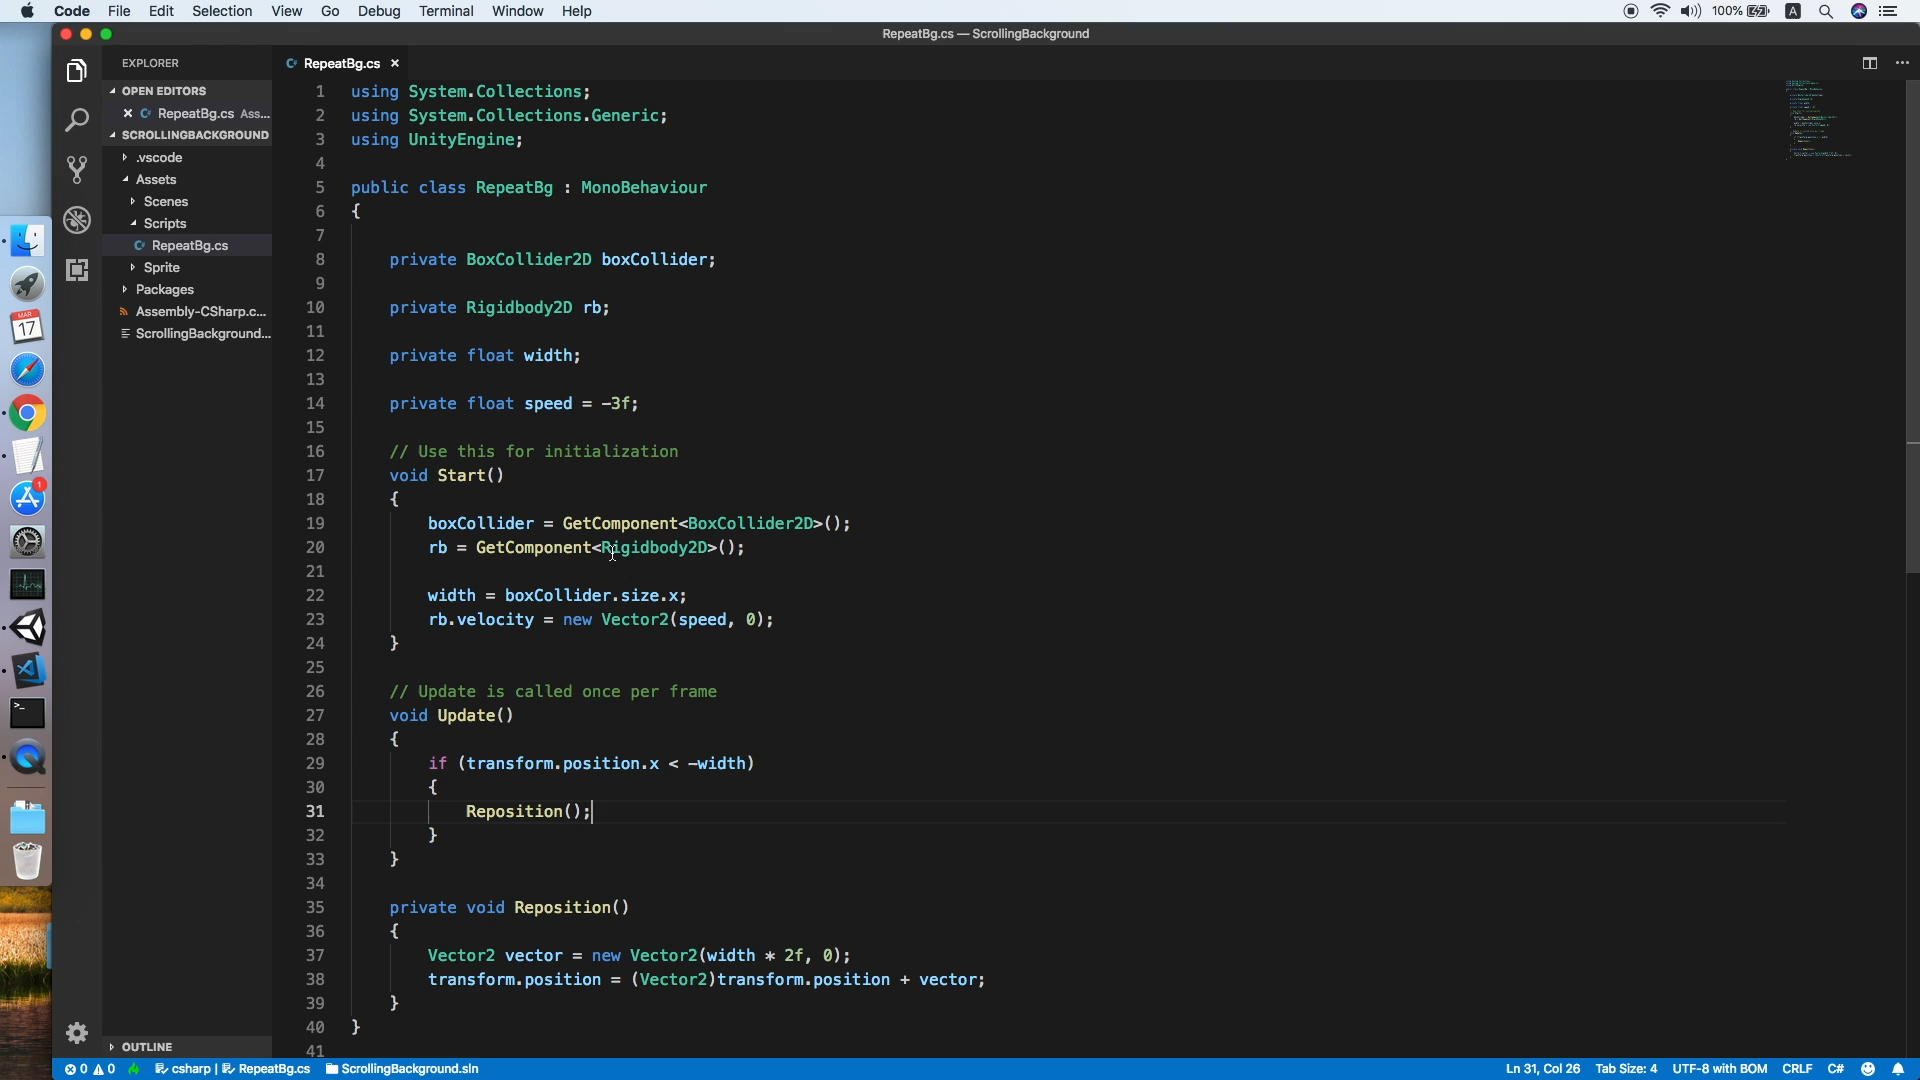 Code File Edit Selection View Go Debug Terminal Window Help 100% A
RepeatBg.cs — ScrollingBackground
EXPLORER
OPEN EDITORS
RepeatBg.cs Ass...
SCROLLINGBACKGROUND
.vscode
Assets
Scenes
Scripts
RepeatBg.cs
Sprite
Packages
Assembly-CSharp.c...
ScrollingBackground...
OUTLINE
MAR
17
1
RepeatBg.cs
1 using System.Collections;
2 using System.Collections.Generic;
3 using UnityEngine;
4
5 public class RepeatBg : MonoBehaviour
6 {
7
8 private BoxCollider2D boxCollider;
9
10 private Rigidbody2D rb;
11
12 private float width;
13
14 private float speed = -3f;
15
16 // Use this for initialization
17 void Start()
18 {
19 boxCollider = GetComponent<BoxCollider2D>();
20 rb = GetComponent<Rigidbody2D>();
21
22 width = boxCollider.size.x;
23 rb.velocity = new Vector2(speed, 0);
24 }
25
26 // Update is called once per frame
27 void Update()
28 {
29 if (transform.position.x < -width)
30 {
31 Reposition();
32 }
33 }
34
35 private void Reposition()
36 {
37 Vector2 vector = new Vector2(width * 2f, 0);
38 transform.position = (Vector2)transform.position + vector;
39 }
40 }
41
0 0 csharp | RepeatBg.cs ScrollingBackground.sln Ln 31, Col 26 Tab Size: 4 UTF-8 with BOM CRLF C#